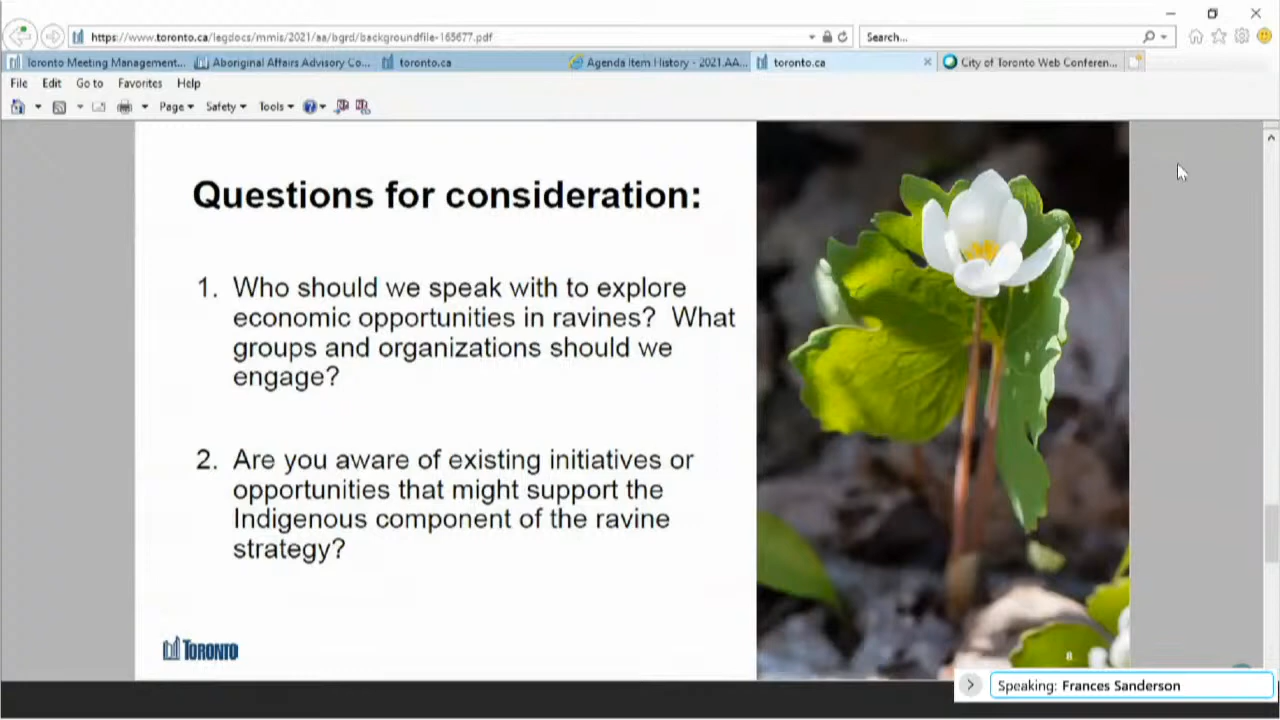 https://www.toronto.ca/legdocs/mmis/2021/aa/bgrd/backgroundfile-165677.pdf
Search...
Toronto Meeting Management...
Aboriginal Affairs Advisory Co...
toronto.ca
Agenda Item History - 2021.AA...
toronto.ca
City of Toronto Web Conferen...
File Edit Go to Favorites Help
Page Safety Tools
Questions for consideration:
1. Who should we speak with to explore
economic opportunities in ravines? What
groups and organizations should we
engage?
2. Are you aware of existing initiatives or
opportunities that might support the
Indigenous component of the ravine
strategy?
TORONTO
8
Speaking: Frances Sanderson